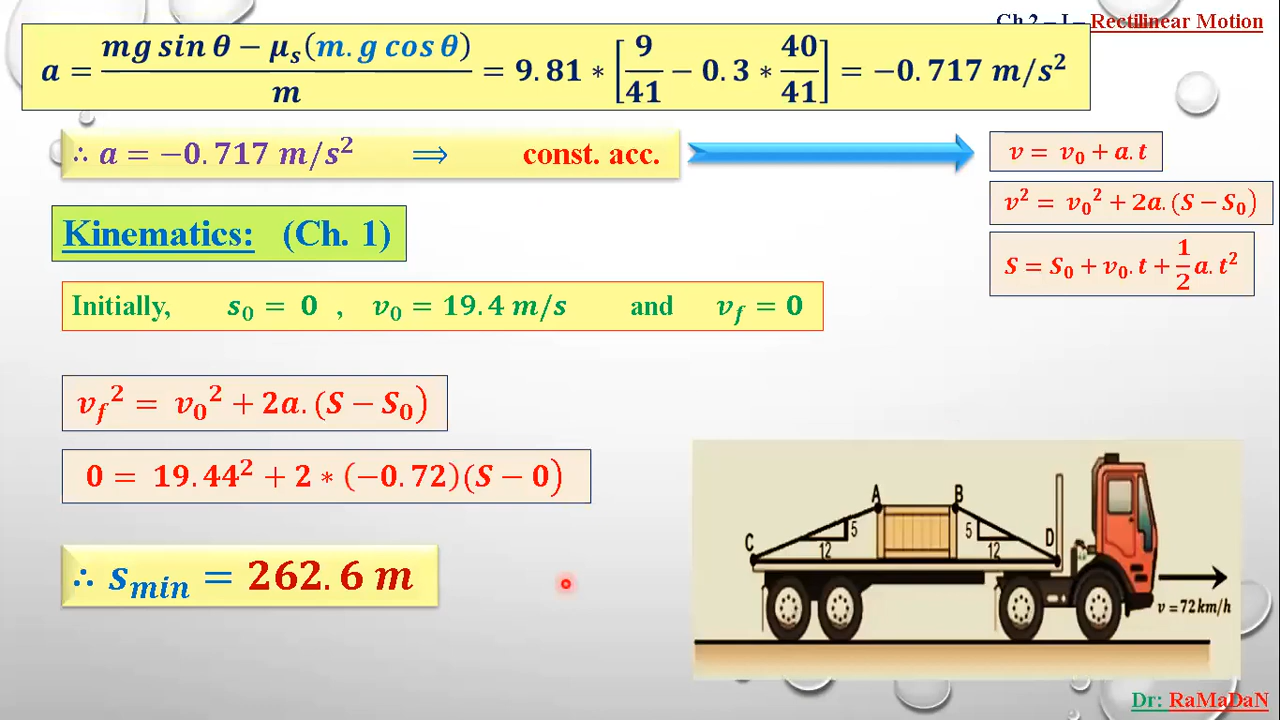 Ch 2 – I – Rectilinear Motion
a = (mg sin θ − μₛ(m.g cos θ))/m = 9.81 * [9/41 − 0.3 * 40/41] = −0.717 m/s²
∴ a = −0.717 m/s² ⟹ const. acc.
v = v₀ + a.t
v² = v₀² + 2a.(S − S₀)
S = S₀ + v₀.t + 1/2 a.t²
Kinematics: (Ch. 1)
Initially, s₀ = 0 , v₀ = 19.4 m/s and v_f = 0
v_f² = v₀² + 2a.(S − S₀)
0 = 19.44² + 2 * (−0.72)(S − 0)
∴ s_min = 262.6 m
A B
5 5
C 12 12 D
v = 72km/h
Dr: RaMaDaN